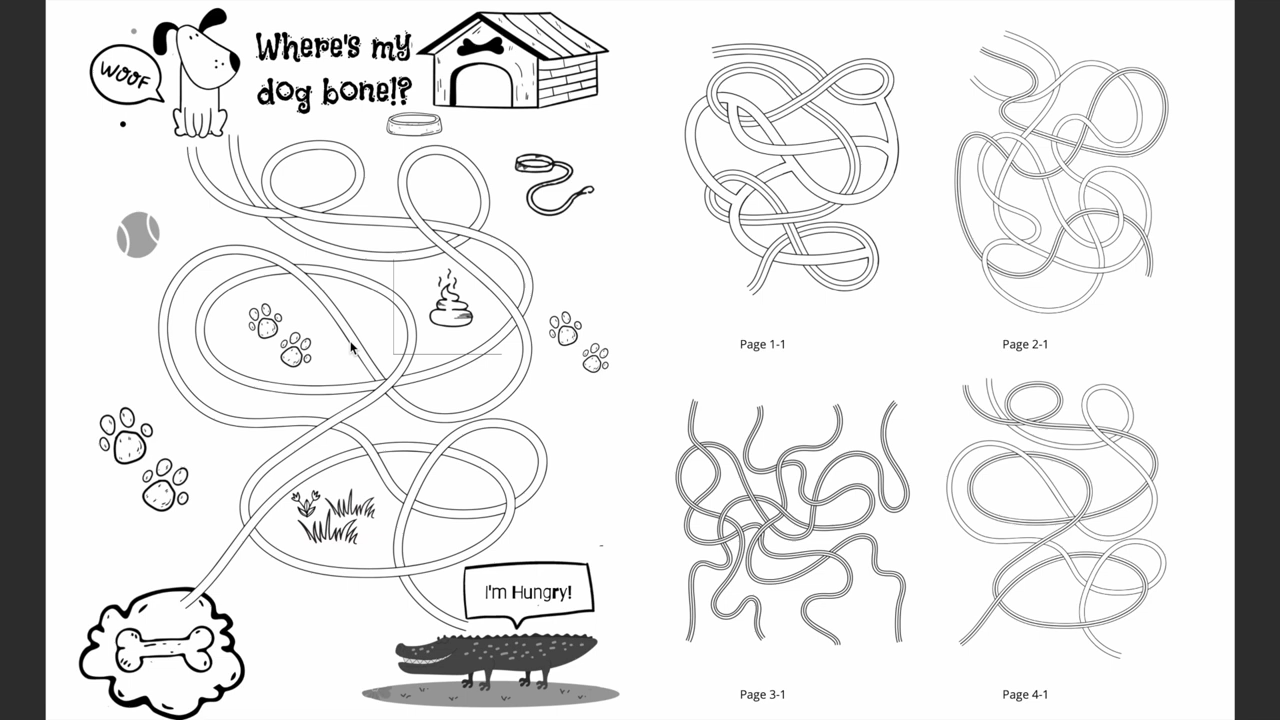 Where's my
dog bone!?
WOOF
I'm Hungry!
Page 1-1
Page 2-1
Page 3-1
Page 4-1